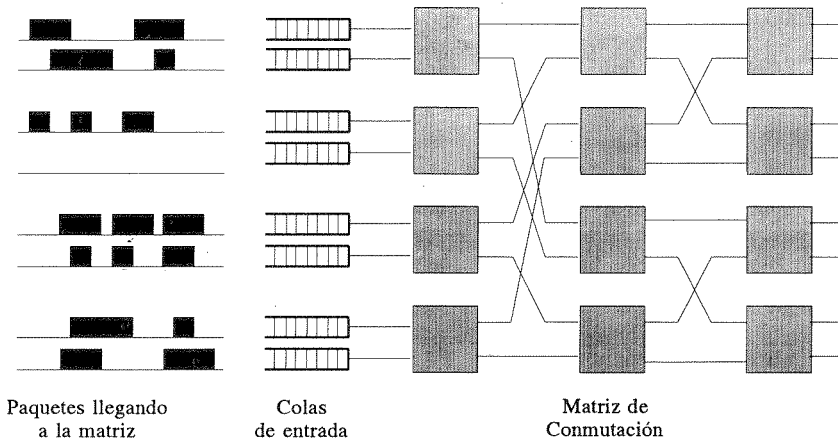 Paquetes llegando
a la matriz
Colas
de entrada
Matriz de
Conmutación